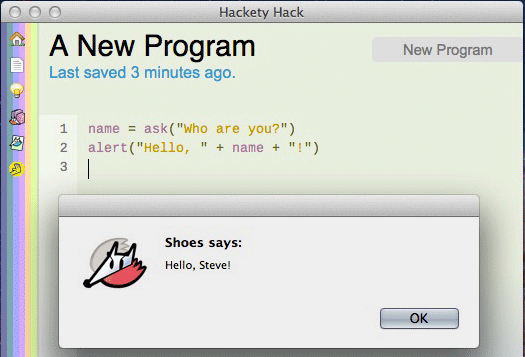 Hackety Hack
A New Program
New Program
Last saved 3 minutes ago.
1 name = ask("Who are you?")
2 alert("Hello, " + name + "!")
3
Shoes says:
Hello, Steve!
OK